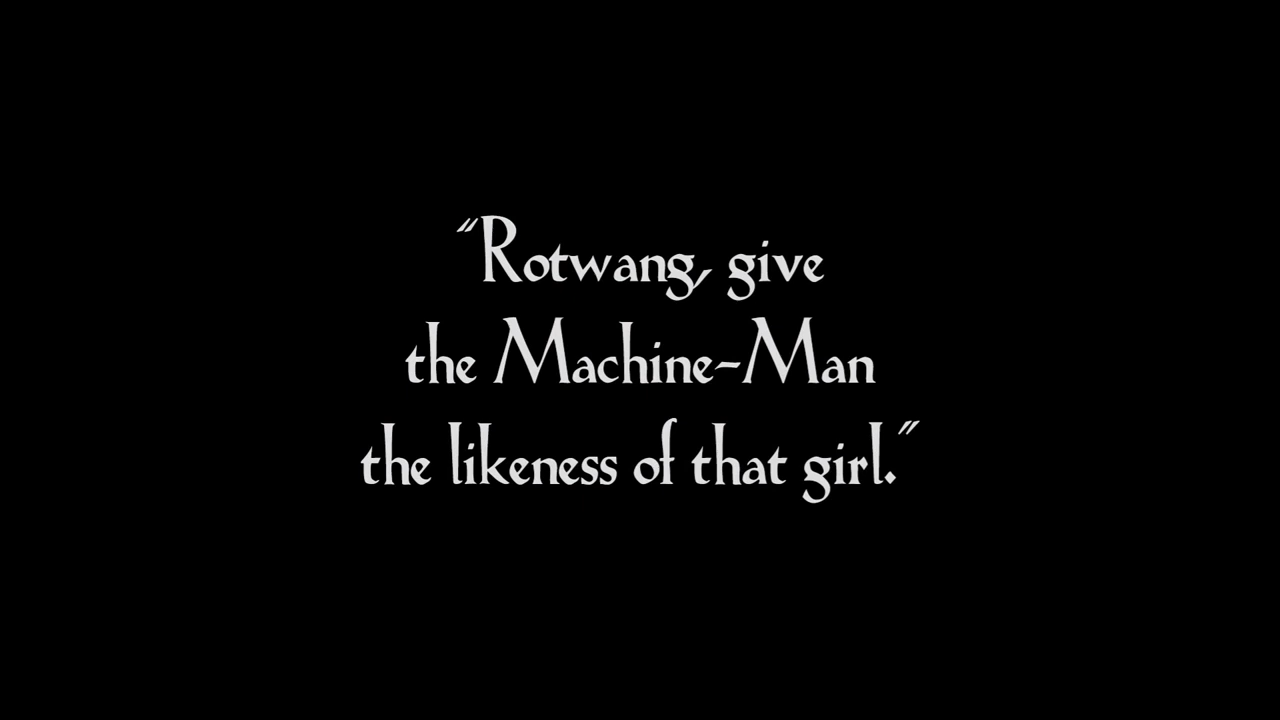 "Rotwang, give
the Machine-Man
the likeness of that girl."